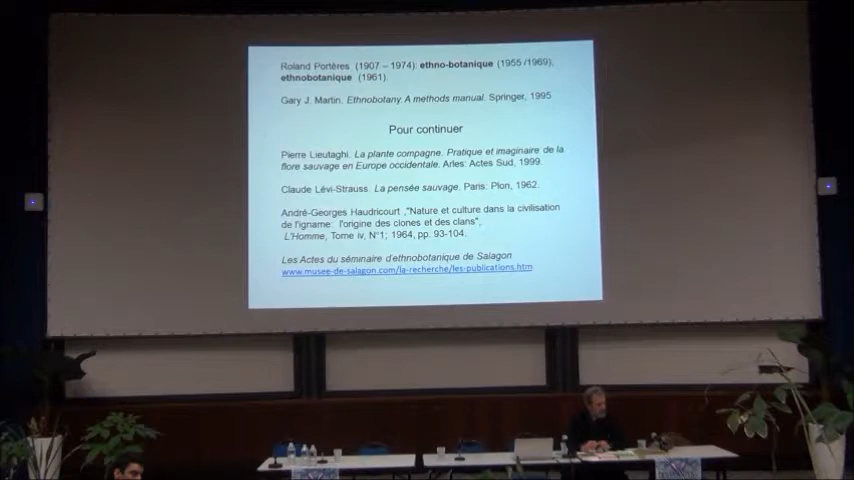 Roland Portères (1907 – 1974): ethno-botanique (1955 /1969),
ethnobotanique (1961).
Gary J. Martin. Ethnobotany. A methods manual. Springer, 1995
Pour continuer
Pierre Lieutaghi. La plante compagne. Pratique et imaginaire de la
flore sauvage en Europe occidentale. Arles: Actes Sud, 1999.
Claude Lévi-Strauss. La pensée sauvage. Paris: Plon, 1962.
André-Georges Haudricourt ,"Nature et culture dans la civilisation
de l'igname: l'origine des clones et des clans",
L'Homme, Tome iv, N°1; 1964, pp. 93-104.
Les Actes du séminaire d'ethnobotanique de Salagon
www.musee-de-salagon.com/la-recherche/les-publications.htm